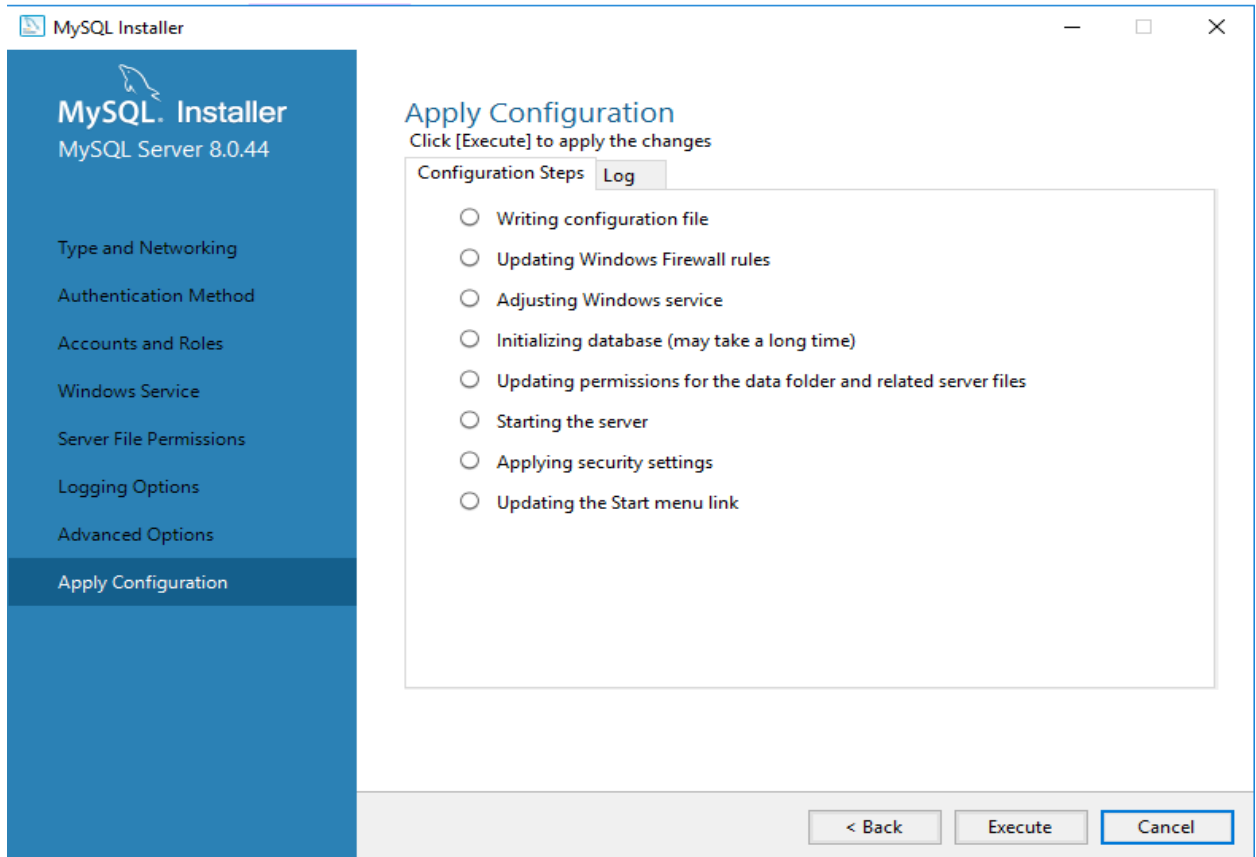 MySQL Installer
MySQL. Installer
MySQL Server 8.0.44
Type and Networking
Authentication Method
Accounts and Roles
Windows Service
Server File Permissions
Logging Options
Advanced Options
Apply Configuration
Apply Configuration
Click [Execute] to apply the changes
Configuration Steps Log
Writing configuration file
Updating Windows Firewall rules
Adjusting Windows service
Initializing database (may take a long time)
Updating permissions for the data folder and related server files
Starting the server
Applying security settings
Updating the Start menu link
< Back Execute Cancel